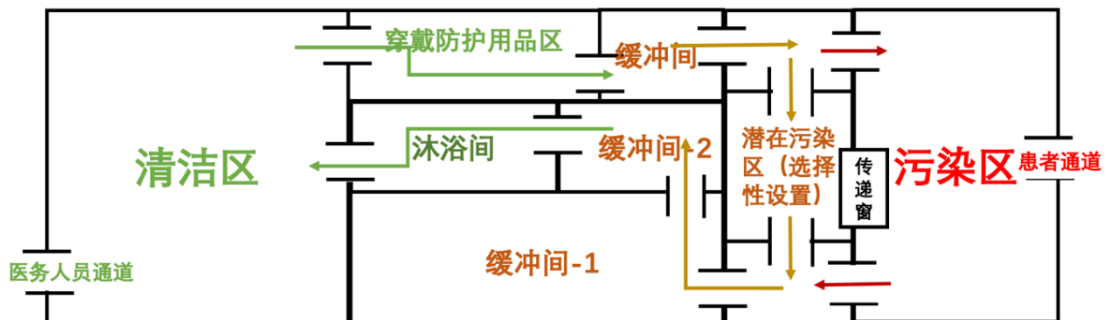 穿戴防护用品区
缓冲间
清洁区
沐浴间
缓冲间-2
潜在污染
区（选择
性设置）
传
递
窗
污染区
患者通道
医务人员通道
缓冲间-1